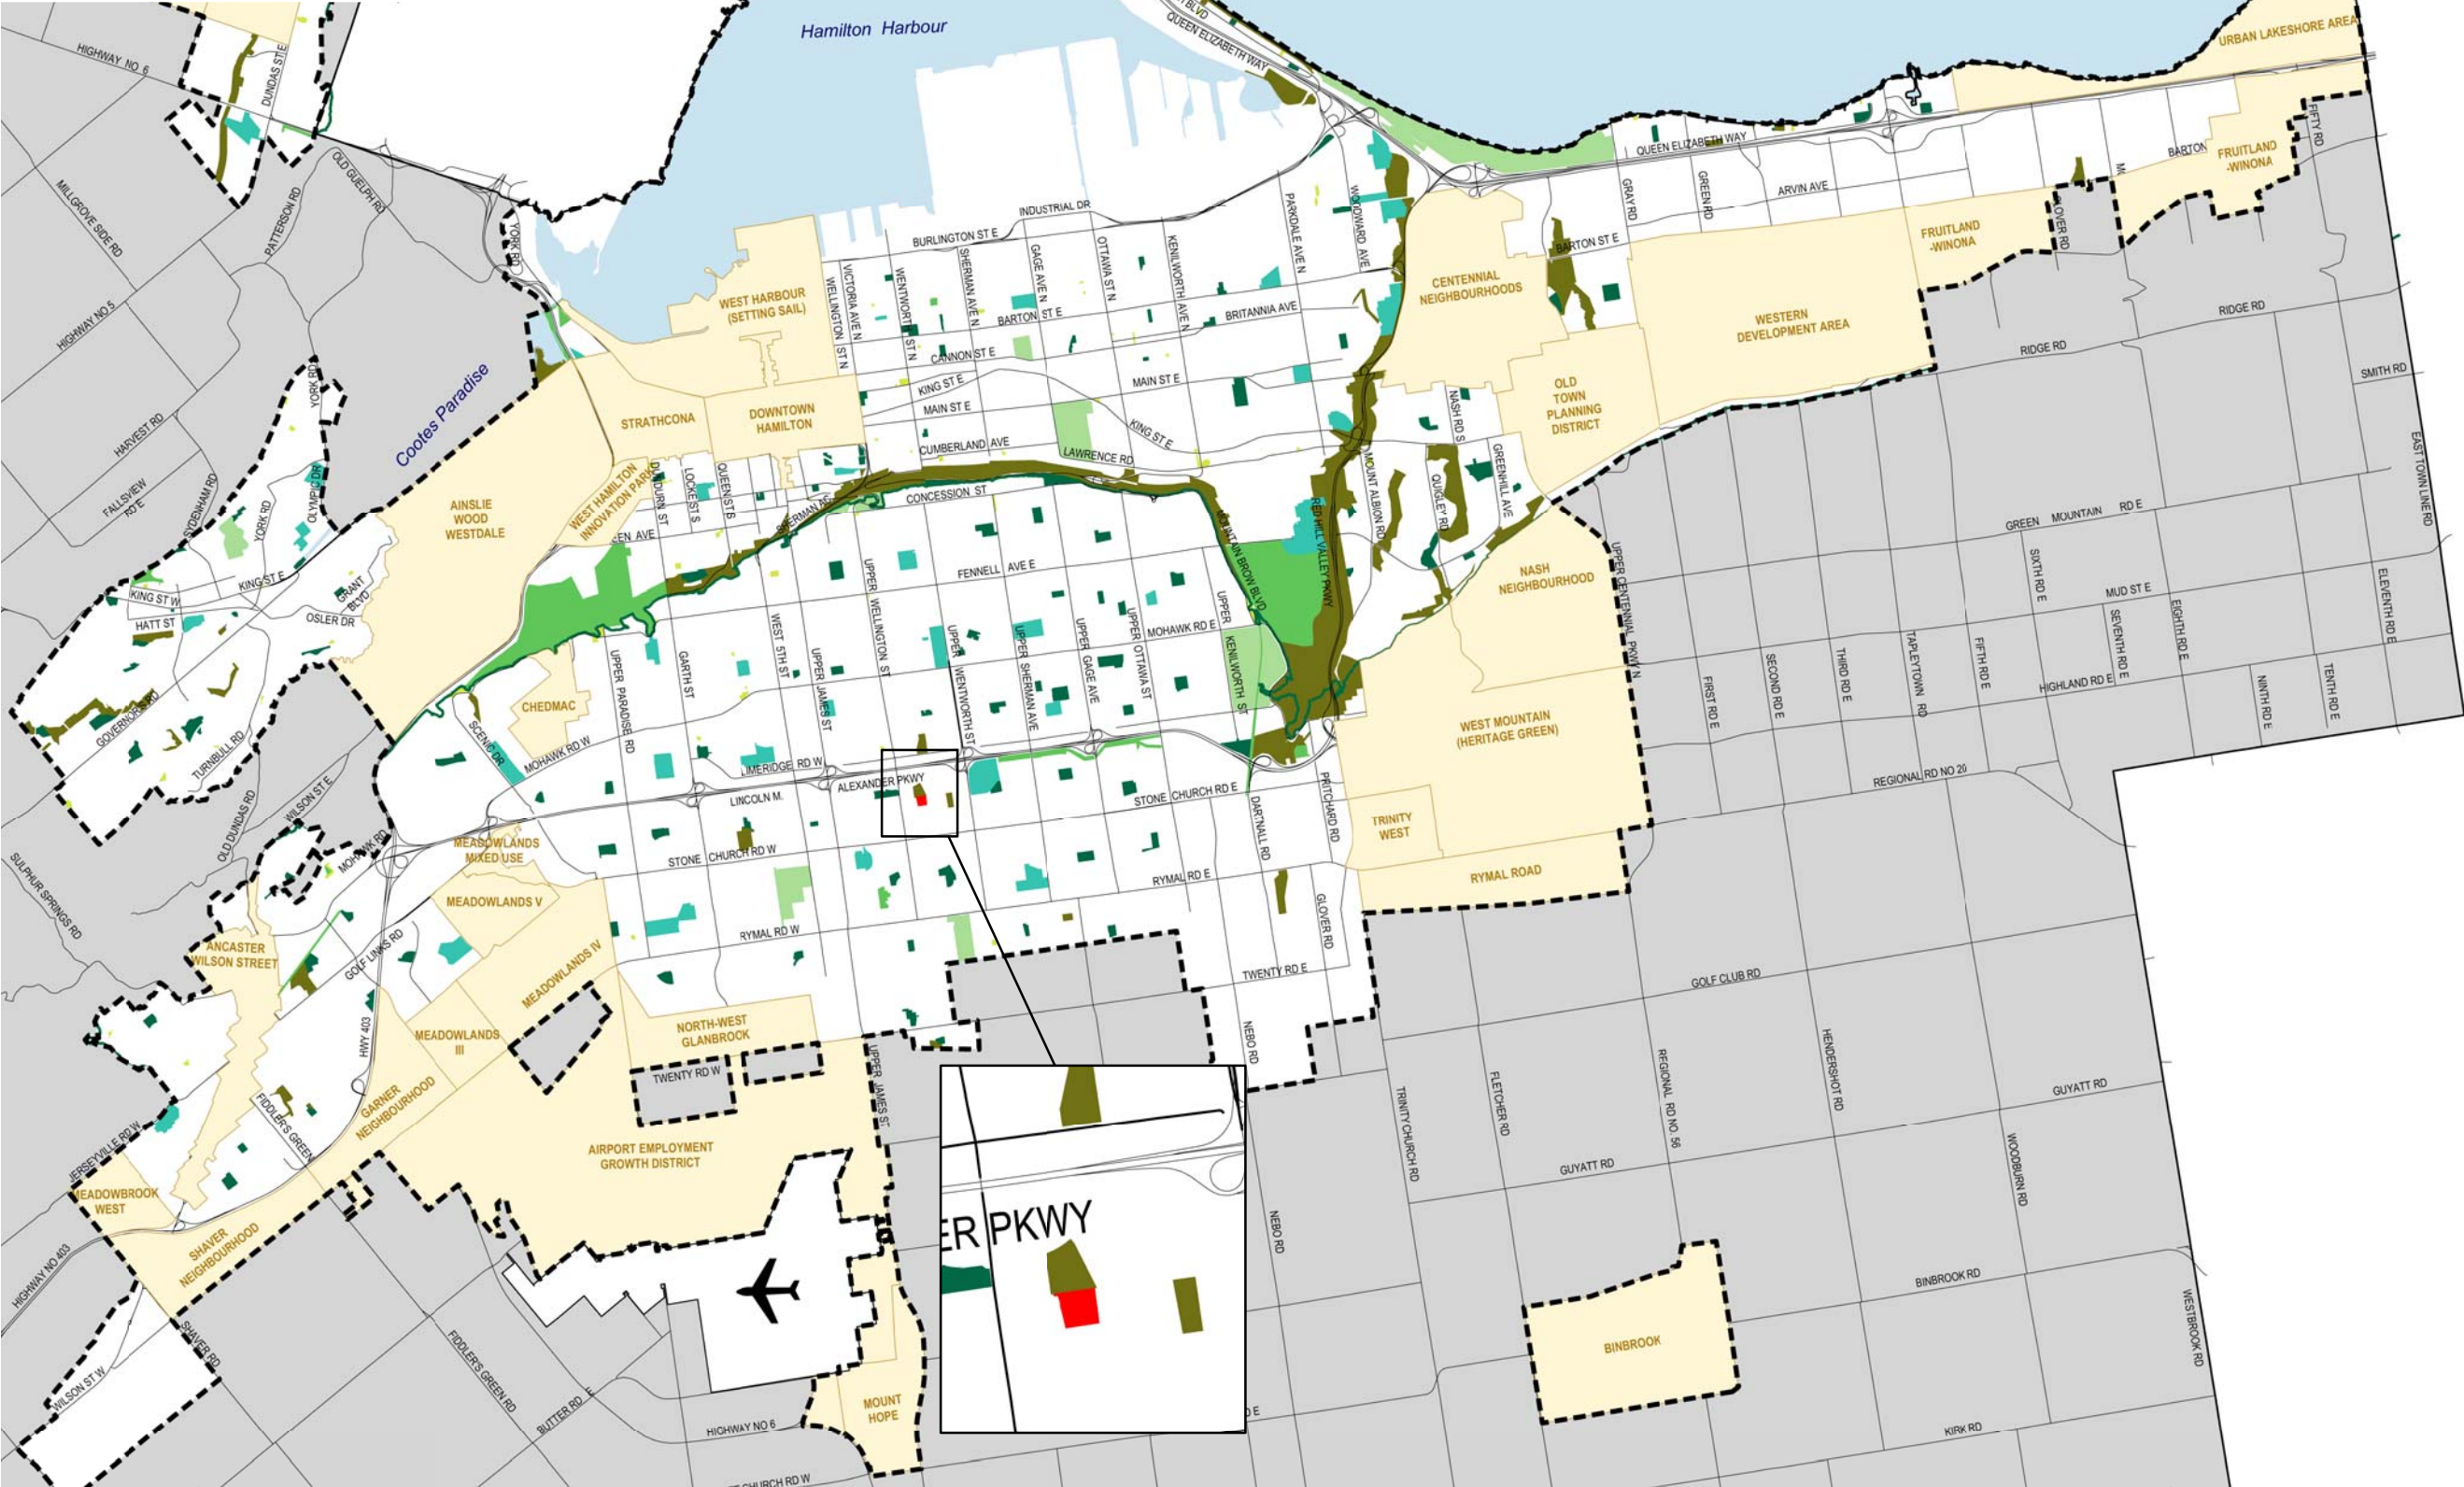 Hamilton Harbour
QUEEN ELIZABETH WAY
URBAN LAKESHORE AREA
HIGHWAY NO 6
DUNDAS ST E
OLD GUELPH RD
PATTERSON RD
MILLGROVE SIDE RD
HIGHWAY NO 5
YORK RD
HARVEST RD
FALLSVIEW
RD E
SYDENHAM RD
YORK RD
YORK RD
OLYMPIC DR
Cootes Paradise
KING ST E
KING ST W
HATT ST
GRANT
BLVD
OSLER DR
GOVERNOR'S RD
TURNBULL RD
OLD DUNDAS RD
WILSON ST E
MOHAWK RD
SULPHUR SPRINGS RD
INDUSTRIAL DR
BURLINGTON ST E
WEST HARBOUR
(SETTING SAIL)
WELLINGTON ST N
VICTORIA AVE N
WENTWORTH ST N
SHERMAN AVE N
GAGE AVE N
OTTAWA ST N
KENILWORTH AVE N
PARKDALE AVE N
WOODWARD AVE
BARTON ST E
BRITANNIA AVE
CANNON ST E
KING ST E
MAIN ST E
MAIN ST E
KING ST E
CUMBERLAND AVE
LAWRENCE RD
CONCESSION ST
STRATHCONA
DOWNTOWN
HAMILTON
AINSLIE
WOOD
WESTDALE
WEST HAMILTON
INNOVATION PARK
DUNDURN ST
LOCKE ST S
QUEEN ST S
SHERMAN AC
FENNELL AVE E
MOHAWK RD E
MOUNTAIN BROW BLVD
RED HILL VALLEY PKWY
MOUNT ALBION RD
QUIGLEY RD
NASH RD S
GREENHILL AVE
CENTENNIAL
NEIGHBOURHOODS
OLD
TOWN
PLANNING
DISTRICT
WESTERN
DEVELOPMENT AREA
FRUITLAND
-WINONA
FRUITLAND
-WINONA
QUEEN ELIZABETH WAY
GRAY RD
GREEN RD
ARVIN AVE
BARTON ST E
BARTON
FIFTY RD
RIDGE RD
RIDGE RD
SMITH RD
EAST TOWN LINE RD
GREEN MOUNTAIN RD E
MUD ST E
HIGHLAND RD E
UPPER CENTENNIAL PKWY N
FIRST RD E
SECOND RD E
THIRD RD E
TAPLEYTOWN RD
FIFTH RD E
SIXTH RD E
SEVENTH RD E
EIGHTH RD E
NINTH RD E
TENTH RD E
ELEVENTH RD E
REGIONAL RD NO 20
NASH
NEIGHBOURHOOD
WEST MOUNTAIN
(HERITAGE GREEN)
TRINITY
WEST
RYMAL ROAD
CHEDMAC
SCENIC DR
MOHAWK RD W
UPPER PARADISE RD
GARTH ST
WEST 5TH ST
UPPER JAMES ST
UPPER WELLINGTON ST
UPPER WENTWORTH ST
UPPER SHERMAN AVE
UPPER GAGE AVE
UPPER OTTAWA ST
UPPER KENILWORTH ST
LIMERIDGE RD W
LINCOLN M. ALEXANDER PKWY
STONE CHURCH RD E
STONE CHURCH RD W
DARTNALL RD
PRITCHARD RD
GLOVER RD
RYMAL RD E
RYMAL RD W
TWENTY RD E
NEBO RD
MEADOWLANDS
MIXED USE
MEADOWLANDS V
MEADOWLANDS IV
MEADOWLANDS
III
ANCASTER
WILSON STREET
GOLF LINKS RD
HWY 403
GARNER
NEIGHBOURHOOD
NORTH-WEST
GLANBROOK
TWENTY RD W
UPPER JAMES ST
AIRPORT EMPLOYMENT
GROWTH DISTRICT
FIDDLER'S GREEN
JERSEYVILLE RD W
MEADOWBROOK
WEST
SHAVER
NEIGHBOURHOOD
HIGHWAY NO 403
SHAVER RD
WILSON ST W
FIDDLER'S GREEN RD
BUTTER RD E
HIGHWAY NO 6
MOUNT
HOPE
CHURCH RD W
ER PKWY
NEBO RD
TRINITY CHURCH RD
FLETCHER RD
REGIONAL RD NO. 56
HENDERSHOT RD
WOODBURN RD
WESTBROOK RD
GOLF CLUB RD
GUYATT RD
GUYATT RD
BINBROOK RD
BINBROOK
KIRK RD